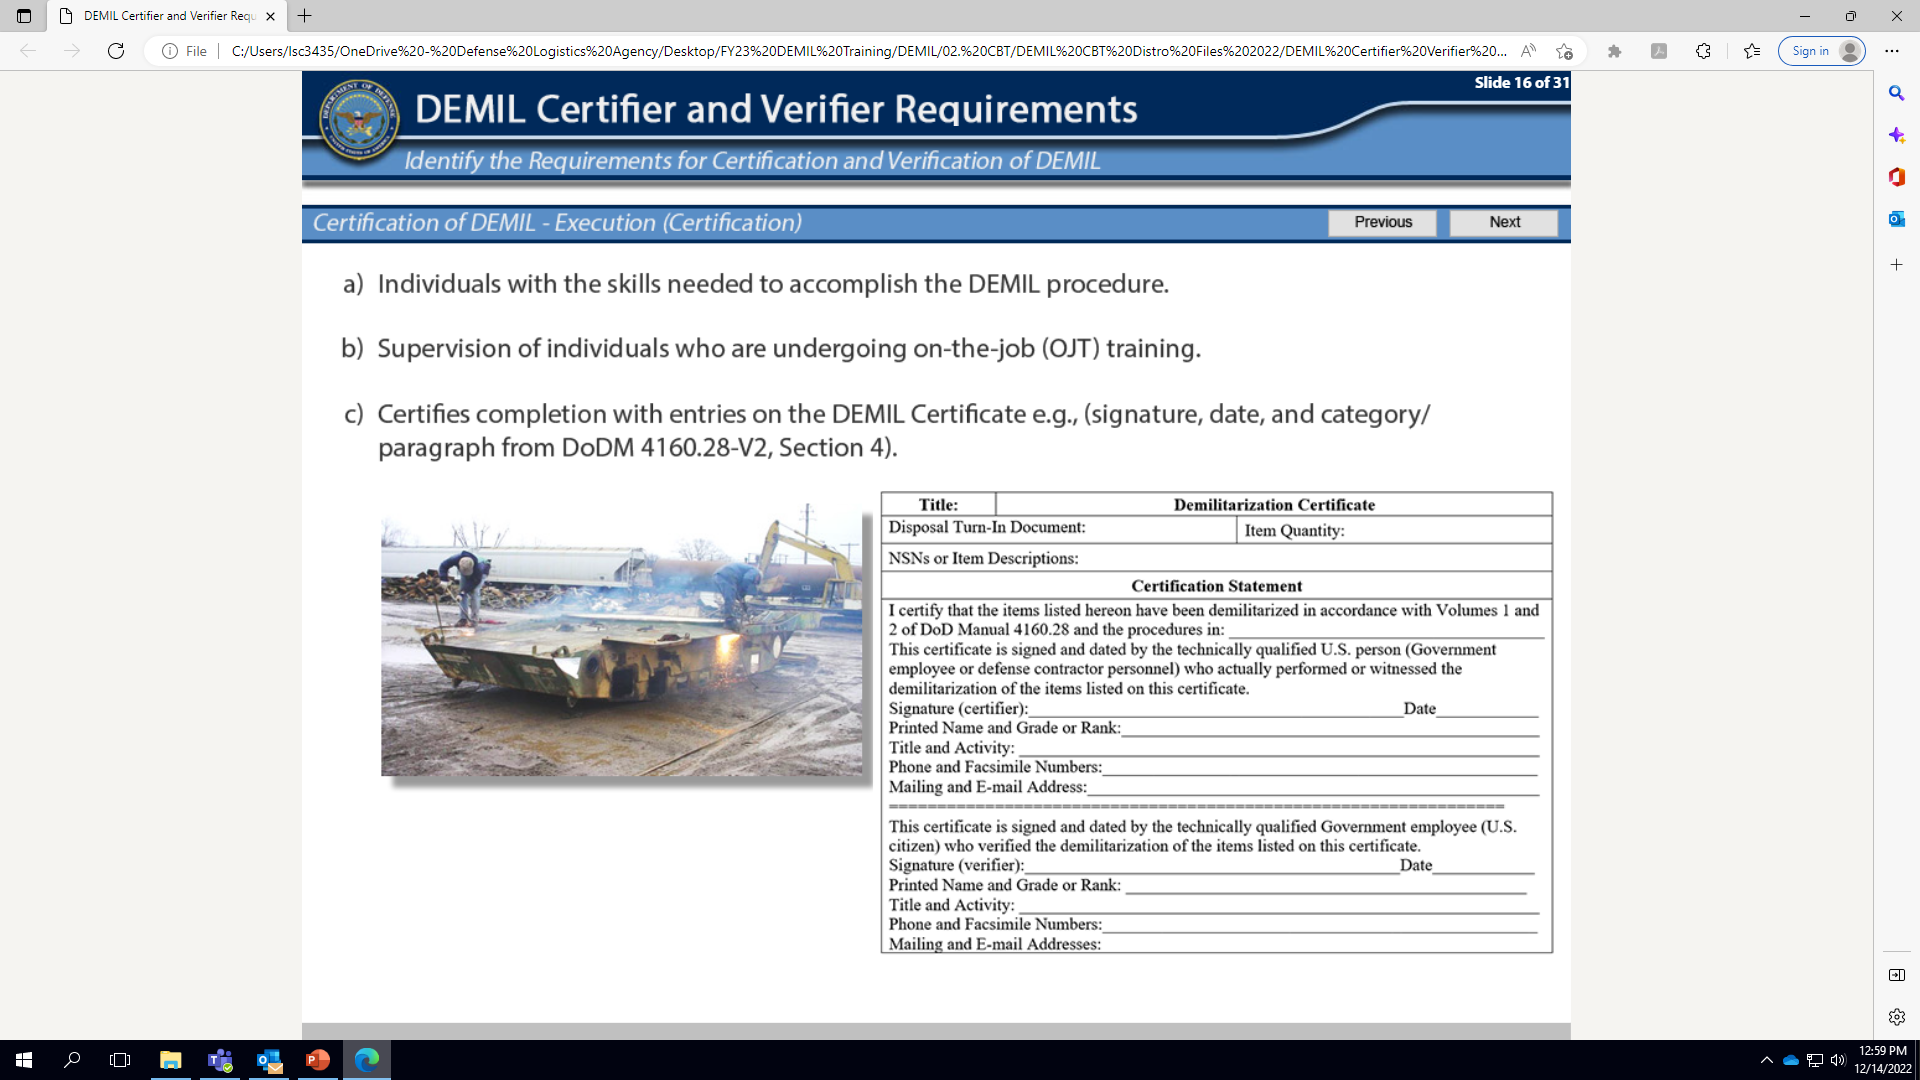 DEMIL Certifier and Verifier Requ
File
C:/Users/lsc3435/OneDrive%20-%20Defense%20Logistics%20Agency/Desktop/FY23%20DEMIL%20Training/DEMIL/02.%20CBT/DEMIL%20CBT%20Distro%20Files%202022/DEMIL%20Certifier%20Verifier%20...
Sign in
Slide 16 of 31
DEMIL Certifier and Verifier Requirements
Identify the Requirements for Certification and Verification of DEMIL
Certification of DEMIL - Execution (Certification)
Previous
Next
a) Individuals with the skills needed to accomplish the DEMIL procedure.
b) Supervision of individuals who are undergoing on-the-job (OJT) training.
c) Certifies completion with entries on the DEMIL Certificate e.g., (signature, date, and category/
paragraph from DoDM 4160.28-V2, Section 4).
Title: Demilitarization Certificate
Disposal Turn-In Document: Item Quantity:
NSNs or Item Descriptions:
Certification Statement
I certify that the items listed hereon have been demilitarized in accordance with Volumes 1 and
2 of DoD Manual 4160.28 and the procedures in:
This certificate is signed and dated by the technically qualified U.S. person (Government
employee or defense contractor personnel) who actually performed or witnessed the
demilitarization of the items listed on this certificate.
Signature (certifier): Date
Printed Name and Grade or Rank:
Title and Activity:
Phone and Facsimile Numbers:
Mailing and E-mail Address:
This certificate is signed and dated by the technically qualified Government employee (U.S.
citizen) who verified the demilitarization of the items listed on this certificate.
Signature (verifier): Date
Printed Name and Grade or Rank:
Title and Activity:
Phone and Facsimile Numbers:
Mailing and E-mail Addresses:
12:59 PM
12/14/2022